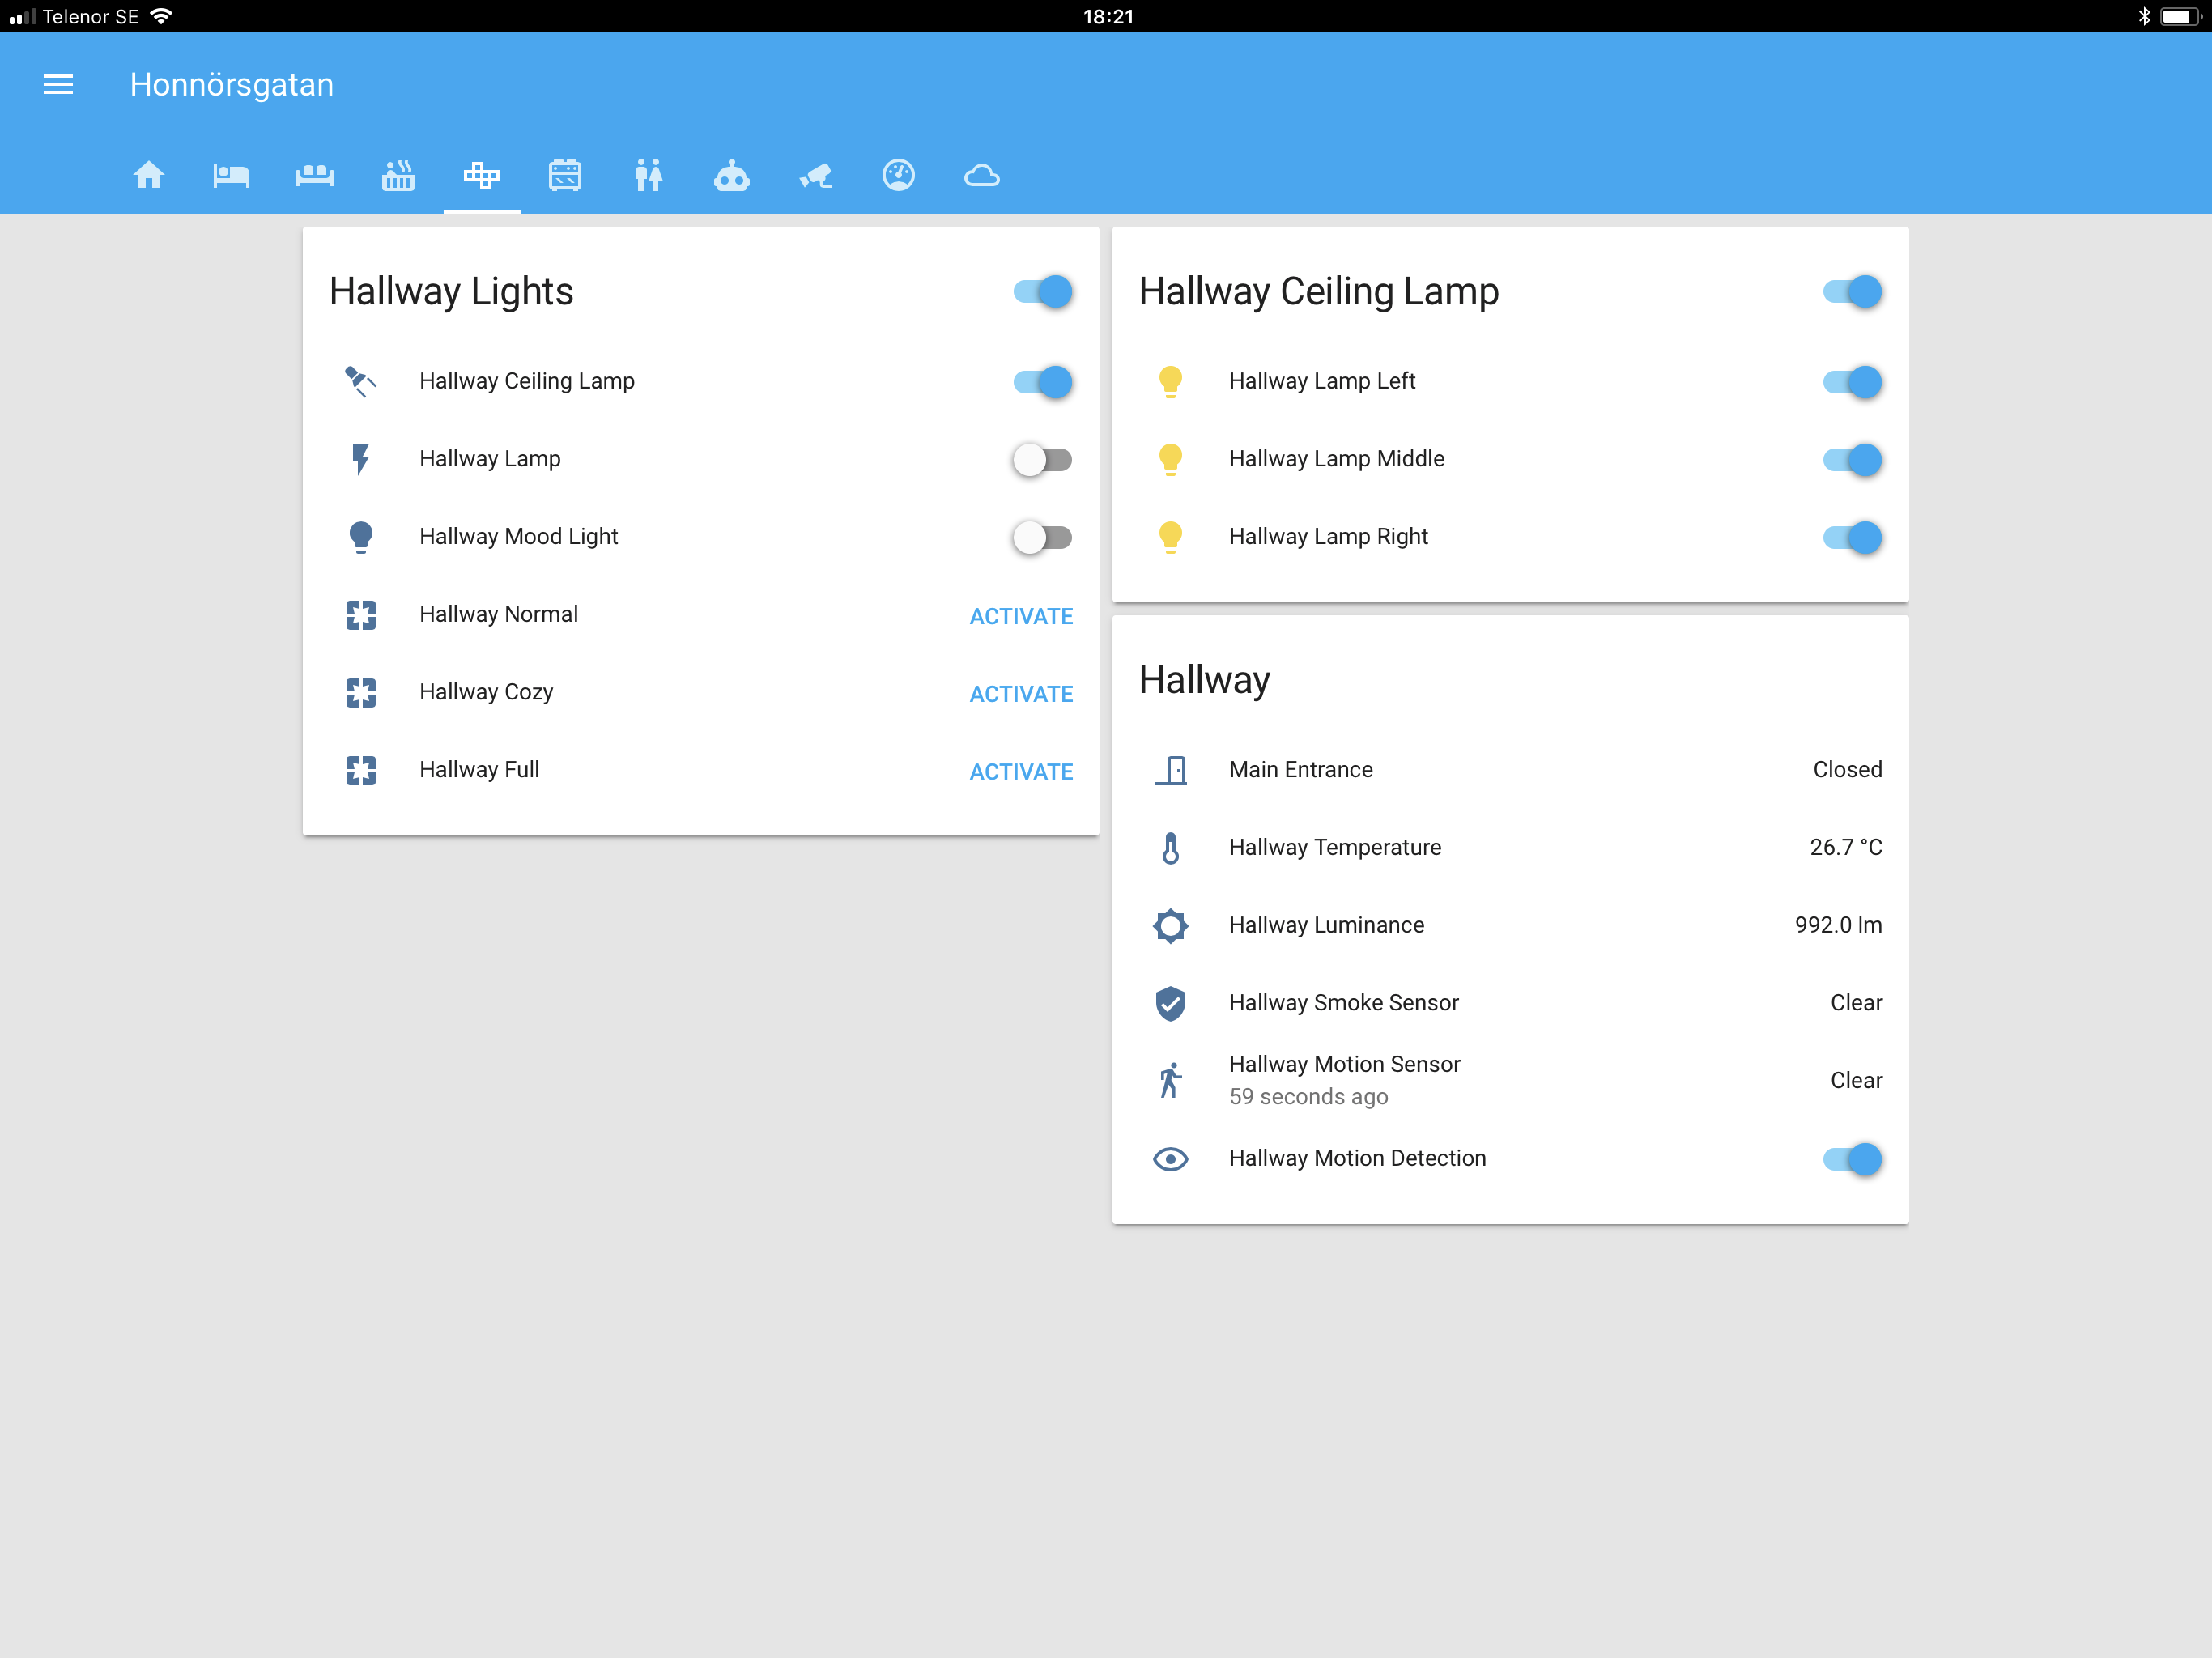 Telenor SE
18:21
Honnörsgatan
Hallway Lights
Hallway Ceiling Lamp
Hallway Lamp
Hallway Mood Light
Hallway Normal ACTIVATE
Hallway Cozy ACTIVATE
Hallway Full ACTIVATE
Hallway Ceiling Lamp
Hallway Lamp Left
Hallway Lamp Middle
Hallway Lamp Right
Hallway
Main Entrance Closed
Hallway Temperature 26.7 °C
Hallway Luminance 992.0 lm
Hallway Smoke Sensor Clear
Hallway Motion Sensor Clear
59 seconds ago
Hallway Motion Detection